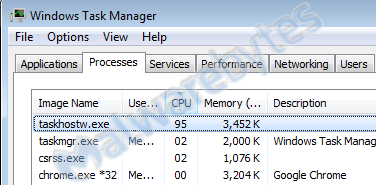 Windows Task Manager
File Options View Help
Applications Processes Services Performance Networking Users
Image Name Use... CPU Memory (... Description
taskhostw.exe 95 3,452 K
taskmgr.exe Me... 02 2,000 K Windows Task Manag
csrss.exe 02 1,076 K
chrome.exe *32 Me... 00 3,204 K Google Chrome
malwarebytes